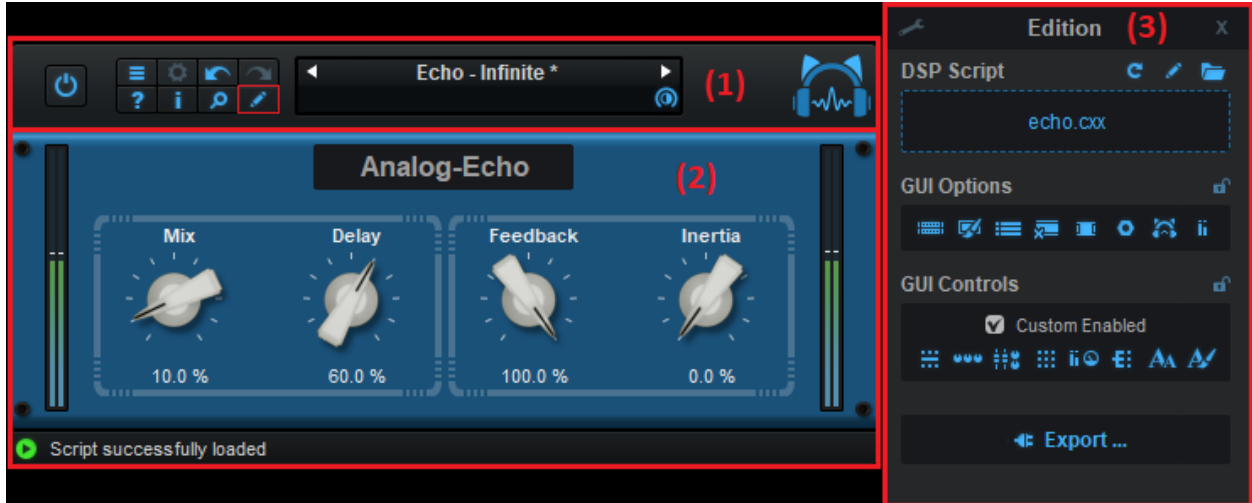 Echo - Infinite *
(1)
? i
Analog-Echo
(2)
Mix Delay Feedback Inertia
10.0 % 60.0 % 100.0 % 0.0 %
Script successfully loaded
Edition (3) X
DSP Script
echo.cxx
GUI Options
GUI Controls
Custom Enabled
Export ...